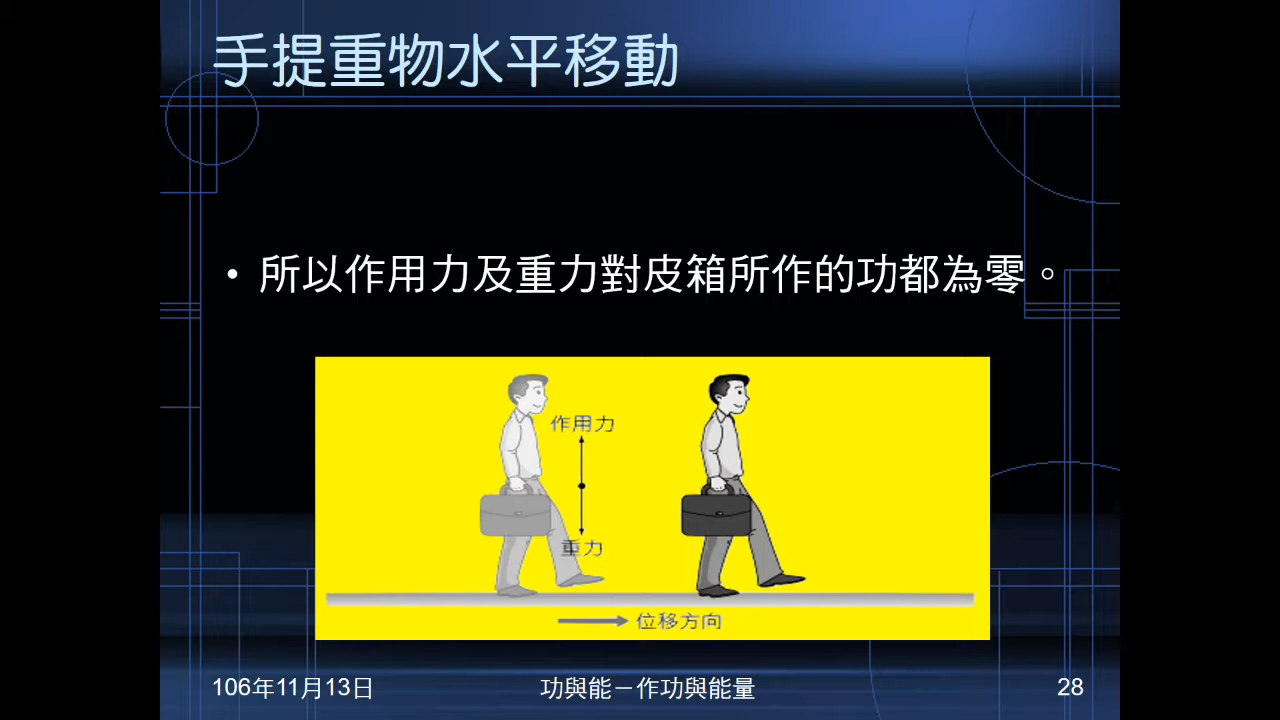 手提重物水平移動
•所以作用力及重力對皮箱所作的功都為零。
作用力
重力
位移方向
106年11月13日
功與能－作功與能量
28